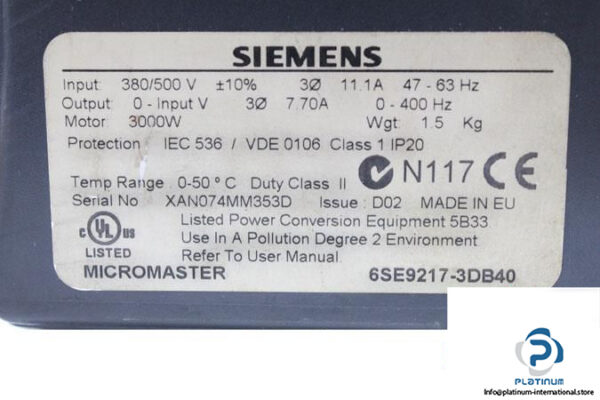 SIEMENS
Input: 380/500 V ±10% 3Ø 11.1A 47 - 63 Hz
Output: 0 - Input V 3Ø 7.70A 0 - 400 Hz
Motor: 3000W Wgt: 1.5 Kg
Protection: IEC 536 / VDE 0106 Class 1 IP20
N117 CE
Temp Range: 0-50 °C Duty Class: II
Serial No: XAN074MM353D Issue: D02 MADE IN EU
c UL us
LISTED
Listed Power Conversion Equipment 5B33.
Use In A Pollution Degree 2 Environment
Refer To User Manual
MICROMASTER 6SE9217-3DB40
PLATINUM
Info@platinum-international.store